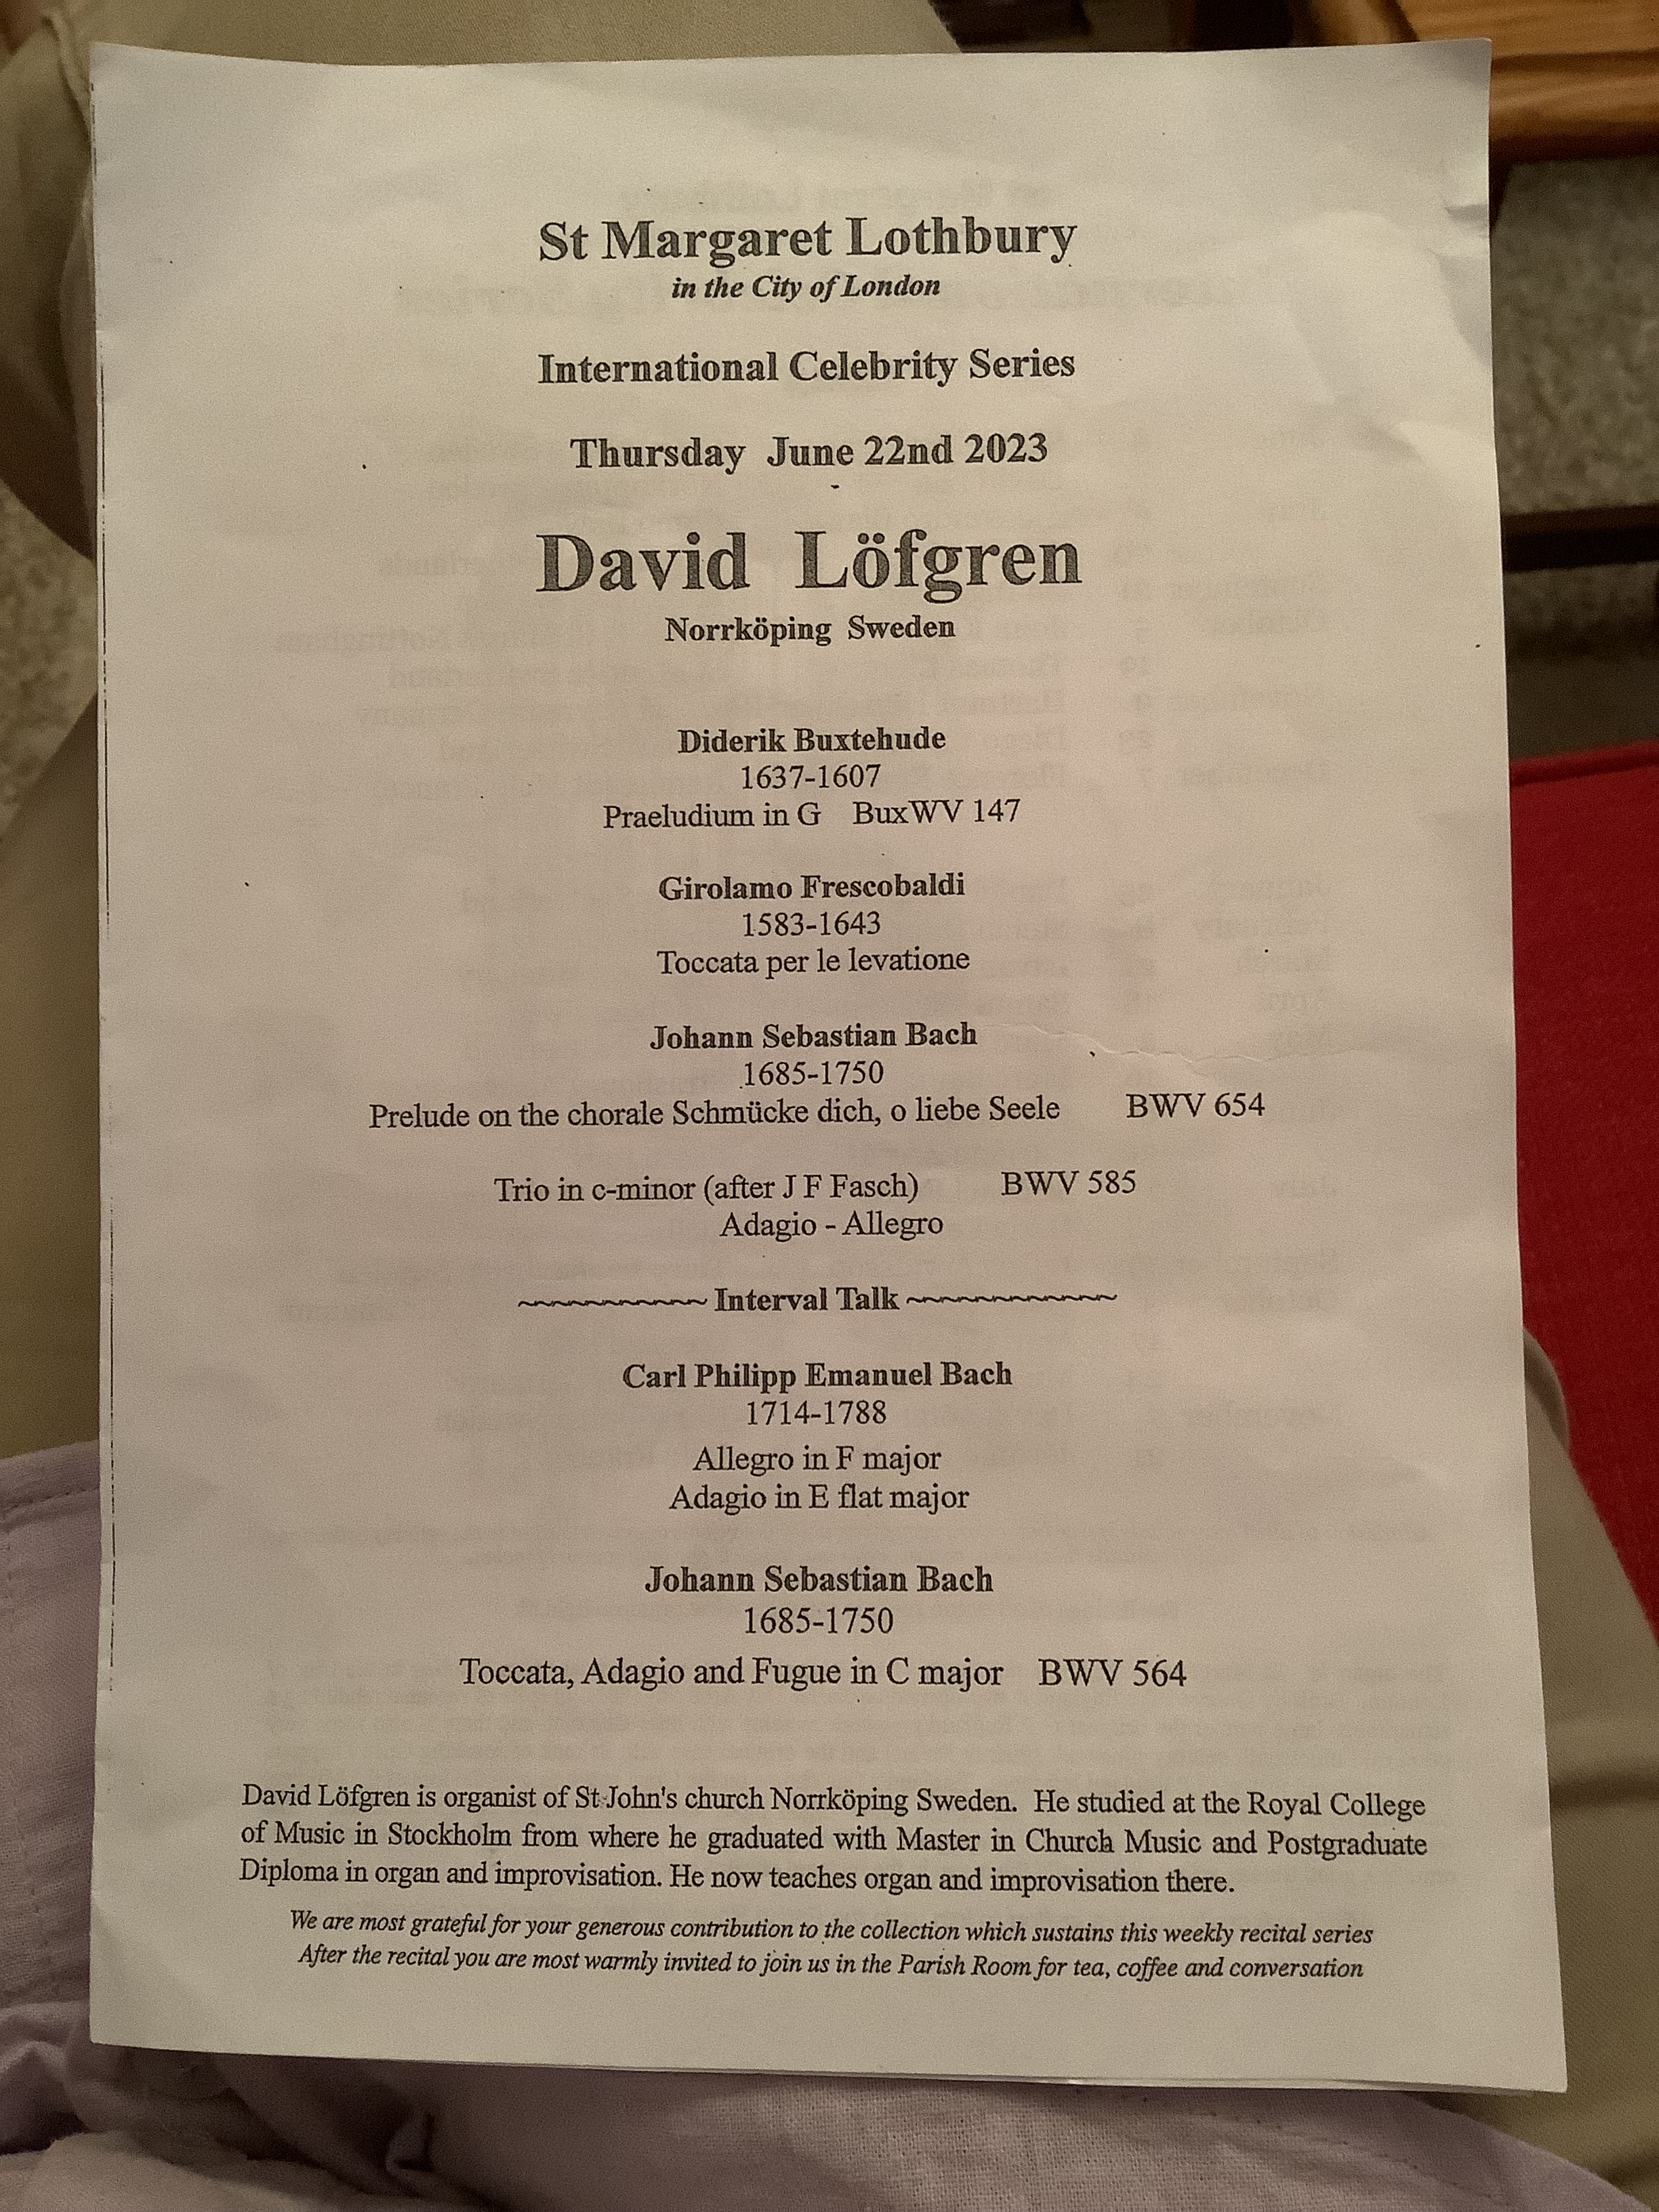 St Margaret Lothbury
in the City of London
International Celebrity Series
Thursday June 22nd 2023
David Löfgren
Norrköping Sweden
Diderik Buxtehude
1637-1607
Praeludium in G BuxWV 147
Girolamo Frescobaldi
1583-1643
Toccata per le levatione
Johann Sebastian Bach
1685-1750
Prelude on the chorale Schmücke dich, o liebe Seele BWV 654
Trio in c-minor (after J F Fasch) BWV 585
Adagio - Allegro
~~~~~~~~~~~ Interval Talk ~~~~~~~~~~~~
Carl Philipp Emanuel Bach
1714-1788
Allegro in F major
Adagio in E flat major
Johann Sebastian Bach
1685-1750
Toccata, Adagio and Fugue in C major BWV 564
David Löfgren is organist of St John's church Norrköping Sweden. He studied at the Royal College
of Music in Stockholm from where he graduated with Master in Church Music and Postgraduate
Diploma in organ and improvisation. He now teaches organ and improvisation there.
We are most grateful for your generous contribution to the collection which sustains this weekly recital series
After the recital you are most warmly invited to join us in the Parish Room for tea, coffee and conversation